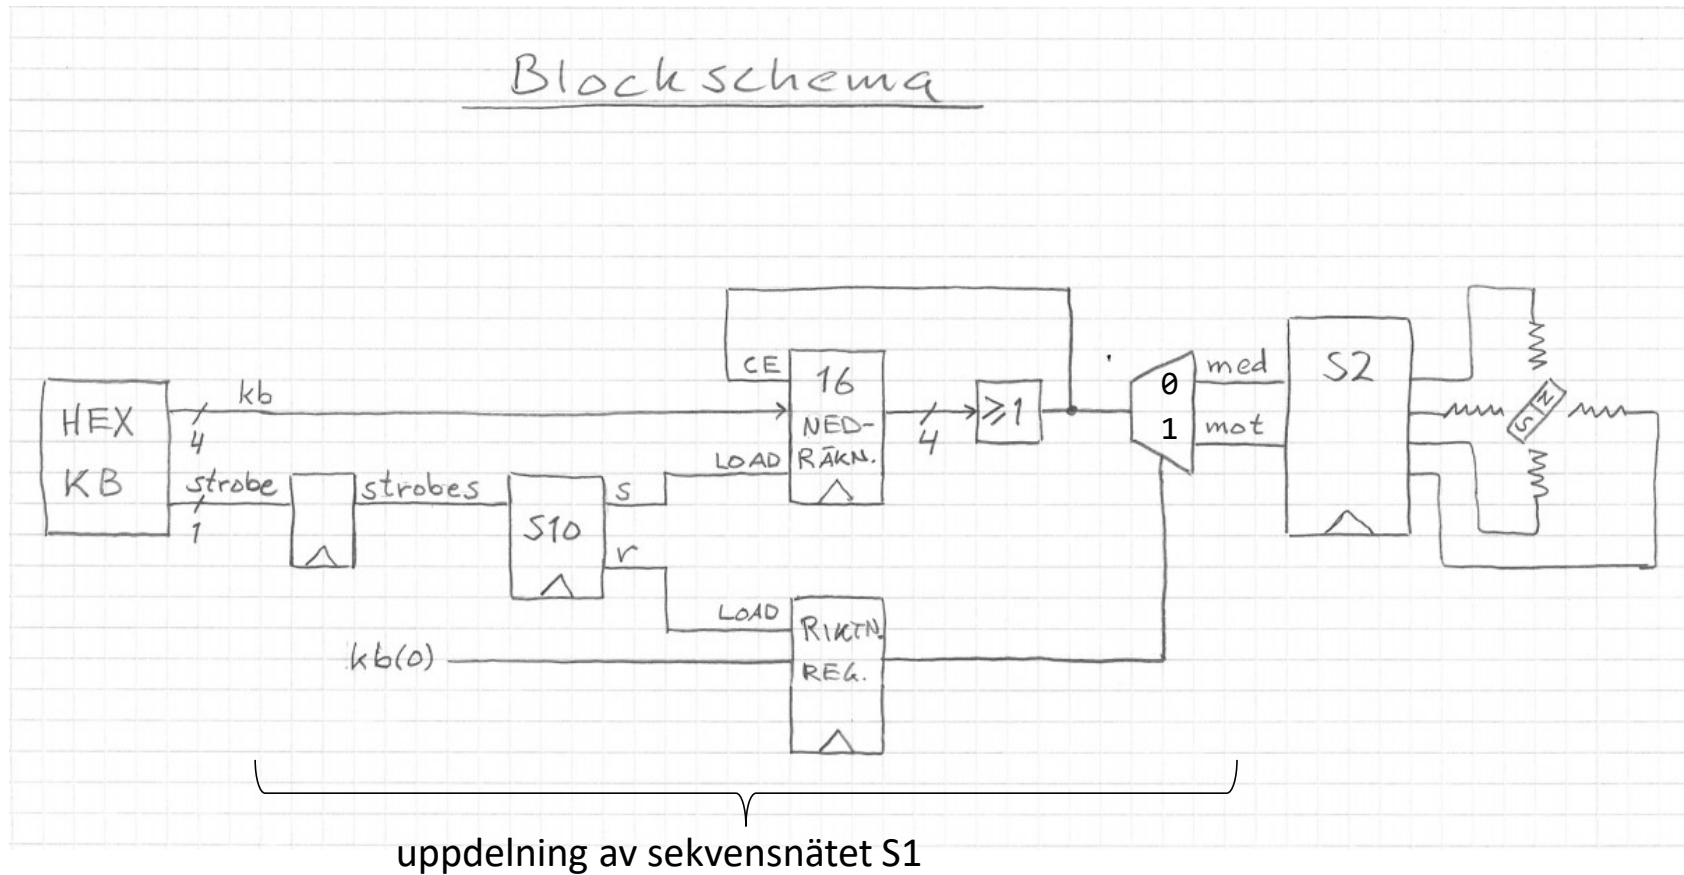 Blockschema
HEX
KB
kb
4
strobe
1
strobes
S10
s
r
CE
LOAD
16
NED-
RÄKN.
4
≥1
LOAD
kb(0)
RIKTN.
REG.
0
1
med
mot
S2
N
S
uppdelning av sekvensnätet S1